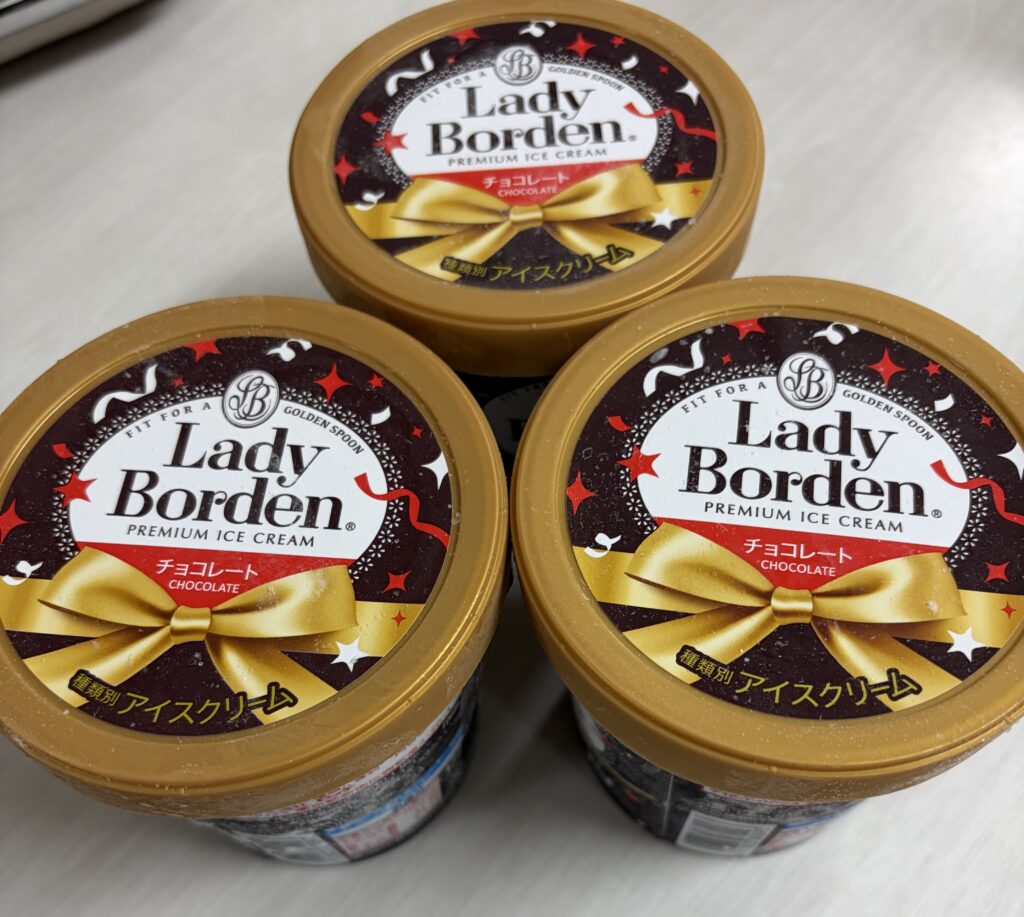 LB
FIT FOR A GOLDEN SPOON
Lady
Borden®
PREMIUM ICE CREAM
チョコレート
CHOCOLATE
種類別 アイスクリーム
LB
FIT FOR A GOLDEN SPOON
Lady
Borden®
PREMIUM ICE CREAM
チョコレート
CHOCOLATE
種類別 アイスクリーム
LB
FIT FOR A GOLDEN SPOON
Lady
Borden®
PREMIUM ICE CREAM
チョコレート
CHOCOLATE
種類別 アイスクリーム